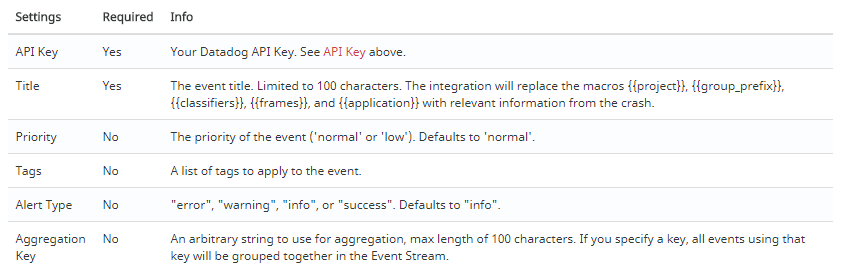 Settings Required Info
API Key Yes Your Datadog API Key. See API Key above.
Title Yes The event title. Limited to 100 characters. The integration will replace the macros {{project}}, {{group_prefix}},
{{classifiers}}, {{frames}}, and {{application}} with relevant information from the crash.
Priority No The priority of the event ('normal' or 'low'). Defaults to 'normal'.
Tags No A list of tags to apply to the event.
Alert Type No "error", "warning", "info", or "success". Defaults to "info".
Aggregation No An arbitrary string to use for aggregation, max length of 100 characters. If you specify a key, all events using that
Key key will be grouped together in the Event Stream.